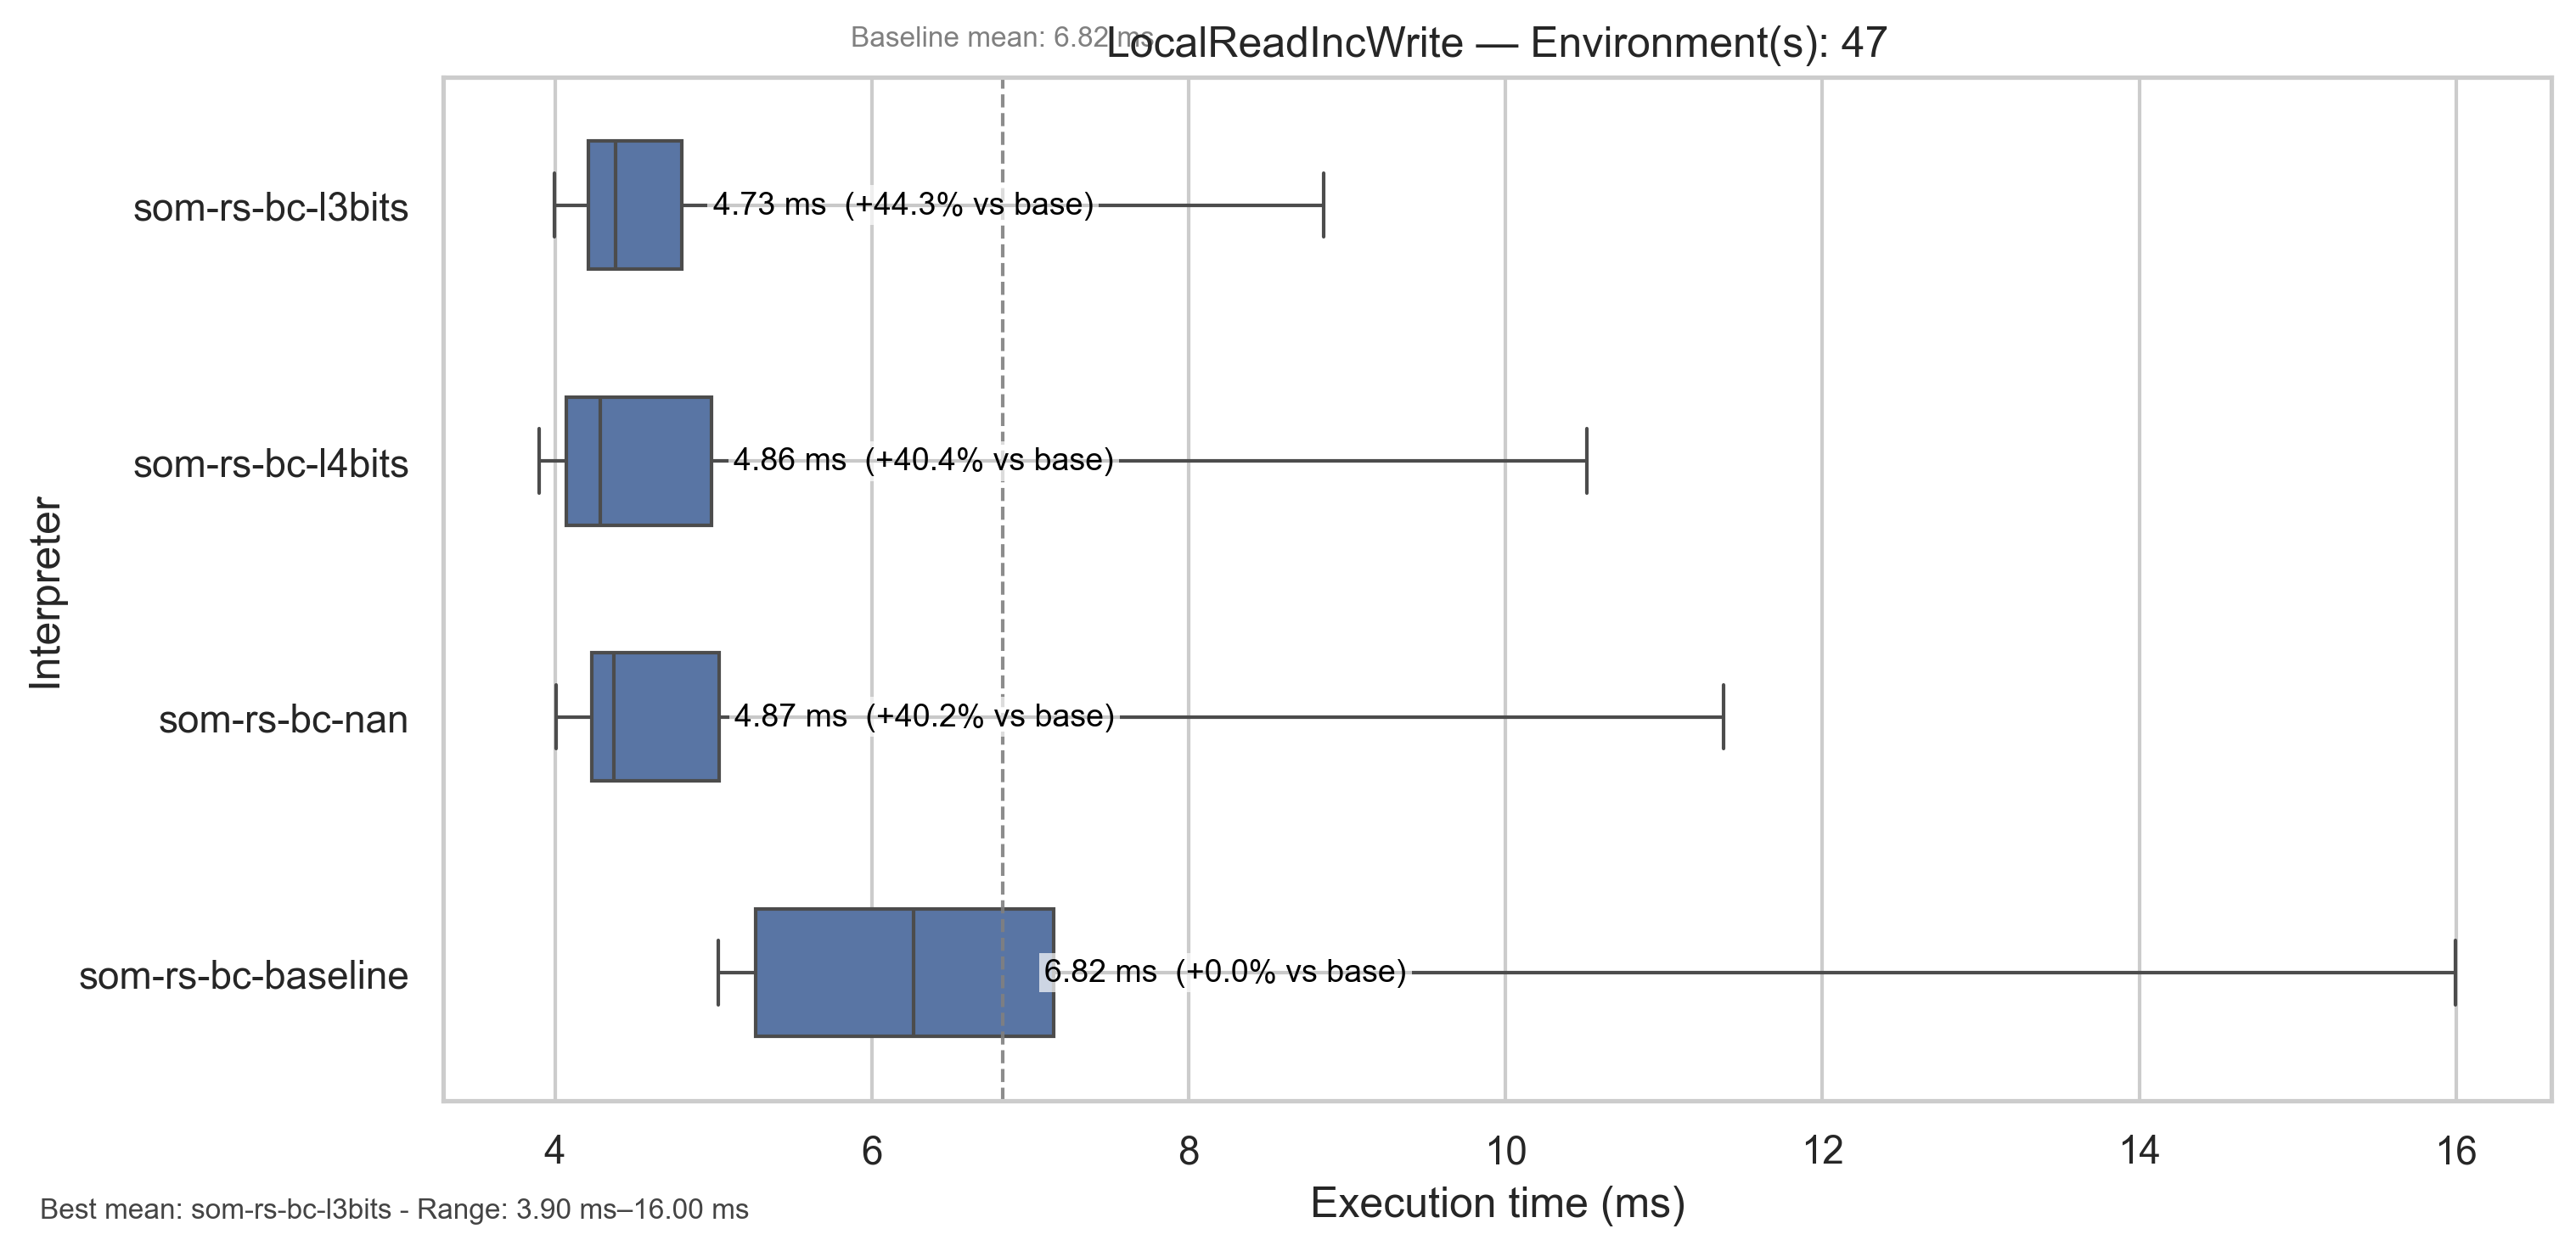 Baseline mean: 6.82 ms
LocalReadIncWrite — Environment(s): 47
Interpreter
som-rs-bc-l3bits
4.73 ms (+44.3% vs base)
som-rs-bc-l4bits
4.86 ms (+40.4% vs base)
som-rs-bc-nan
4.87 ms (+40.2% vs base)
som-rs-bc-baseline
6.82 ms (+0.0% vs base)
4 6 8 10 12 14 16
Execution time (ms)
Best mean: som-rs-bc-l3bits - Range: 3.90 ms–16.00 ms